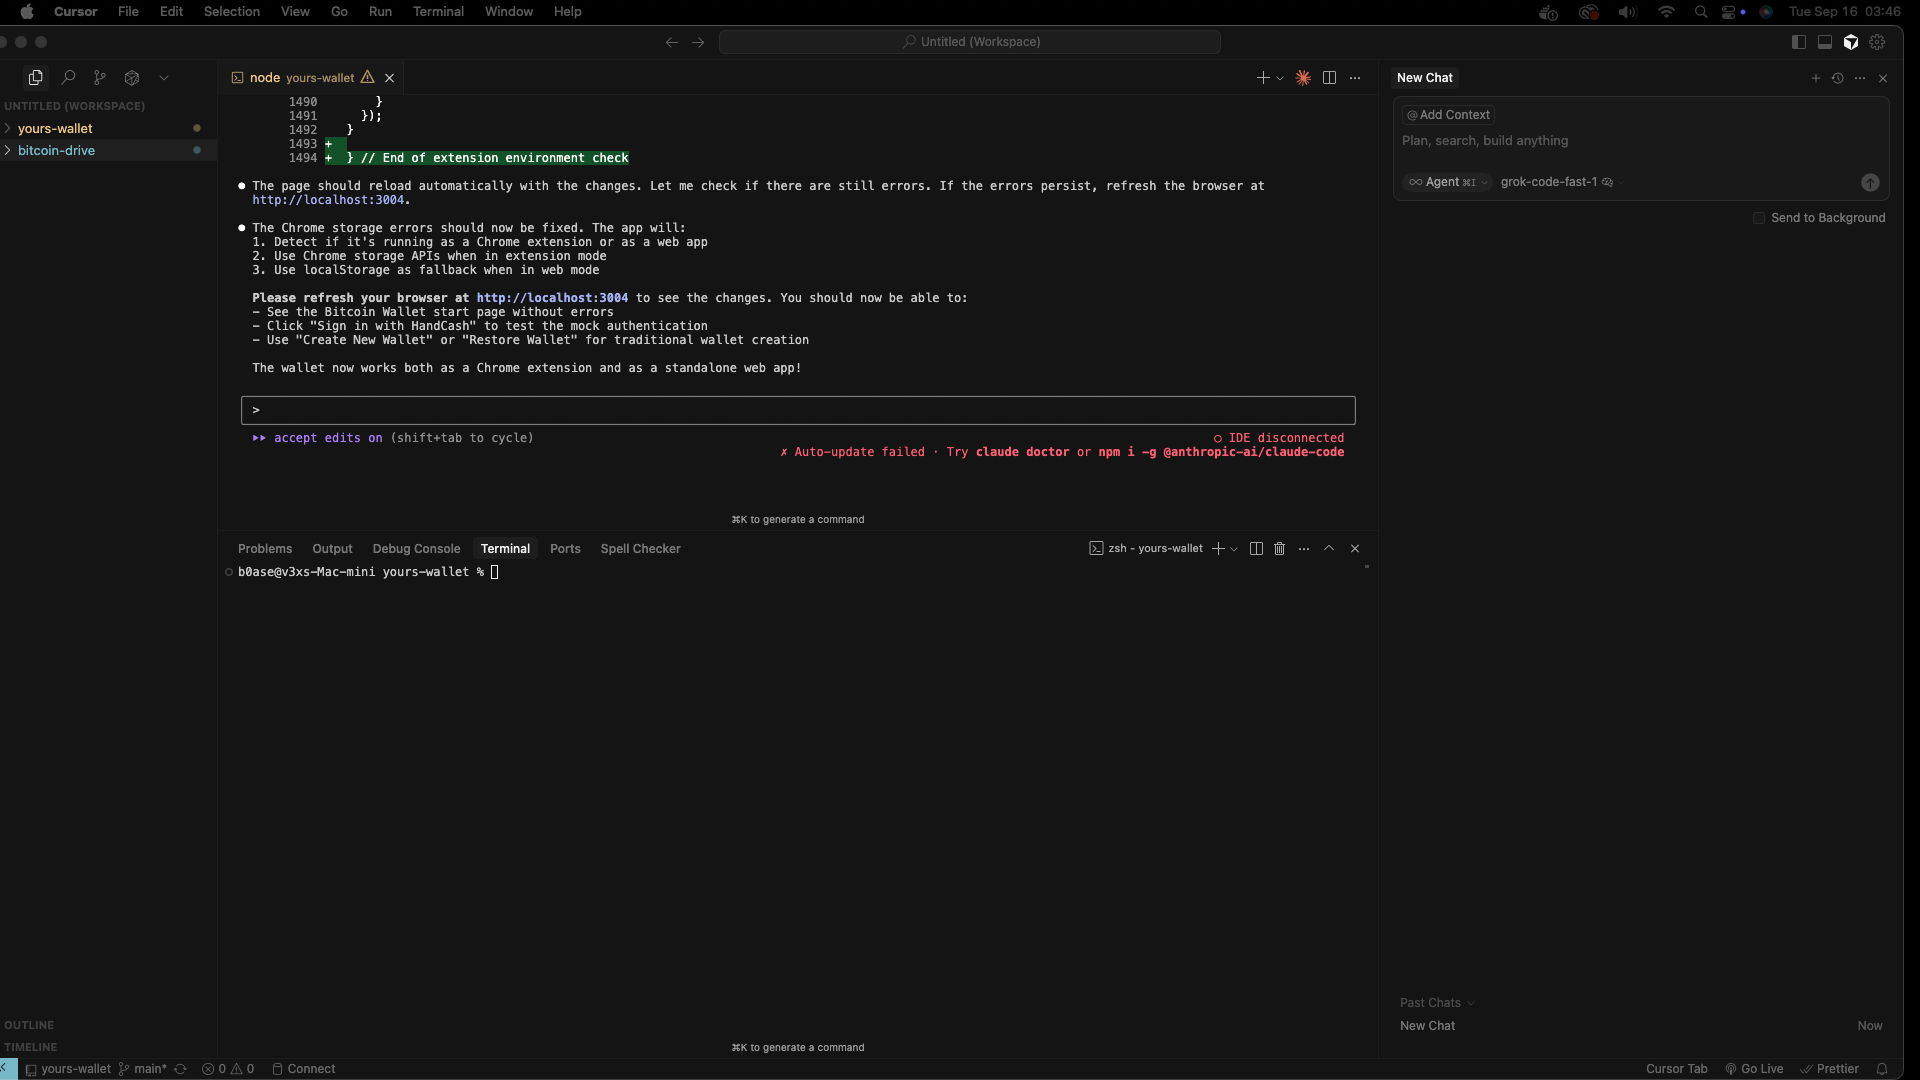 Cursor File Edit Selection View Go Run Terminal Window Help Tue Sep 16 03:46
Untitled (Workspace)
node yours-wallet
New Chat
UNTITLED (WORKSPACE)
yours-wallet
bitcoin-drive
1490 }
1491 });
1492 }
1493 +
1494 + } // End of extension environment check
The page should reload automatically with the changes. Let me check if there are still errors. If the errors persist, refresh the browser at
http://localhost:3004.
The Chrome storage errors should now be fixed. The app will:
1. Detect if it's running as a Chrome extension or as a web app
2. Use Chrome storage APIs when in extension mode
3. Use localStorage as fallback when in web mode
Please refresh your browser at http://localhost:3004 to see the changes. You should now be able to:
- See the Bitcoin Wallet start page without errors
- Click "Sign in with HandCash" to test the mock authentication
- Use "Create New Wallet" or "Restore Wallet" for traditional wallet creation
The wallet now works both as a Chrome extension and as a standalone web app!
>
accept edits on (shift+tab to cycle)
IDE disconnected
✗ Auto-update failed · Try claude doctor or npm i -g @anthropic-ai/claude-code
⌘K to generate a command
Problems Output Debug Console Terminal Ports Spell Checker
zsh - yours-wallet
b0ase@v3xs-Mac-mini yours-wallet %
⌘K to generate a command
@ Add Context
Plan, search, build anything
∞ Agent ⌘I grok-code-fast-1
Send to Background
Past Chats
New Chat Now
OUTLINE
TIMELINE
yours-wallet main* 0 0 Connect
Cursor Tab Go Live Prettier